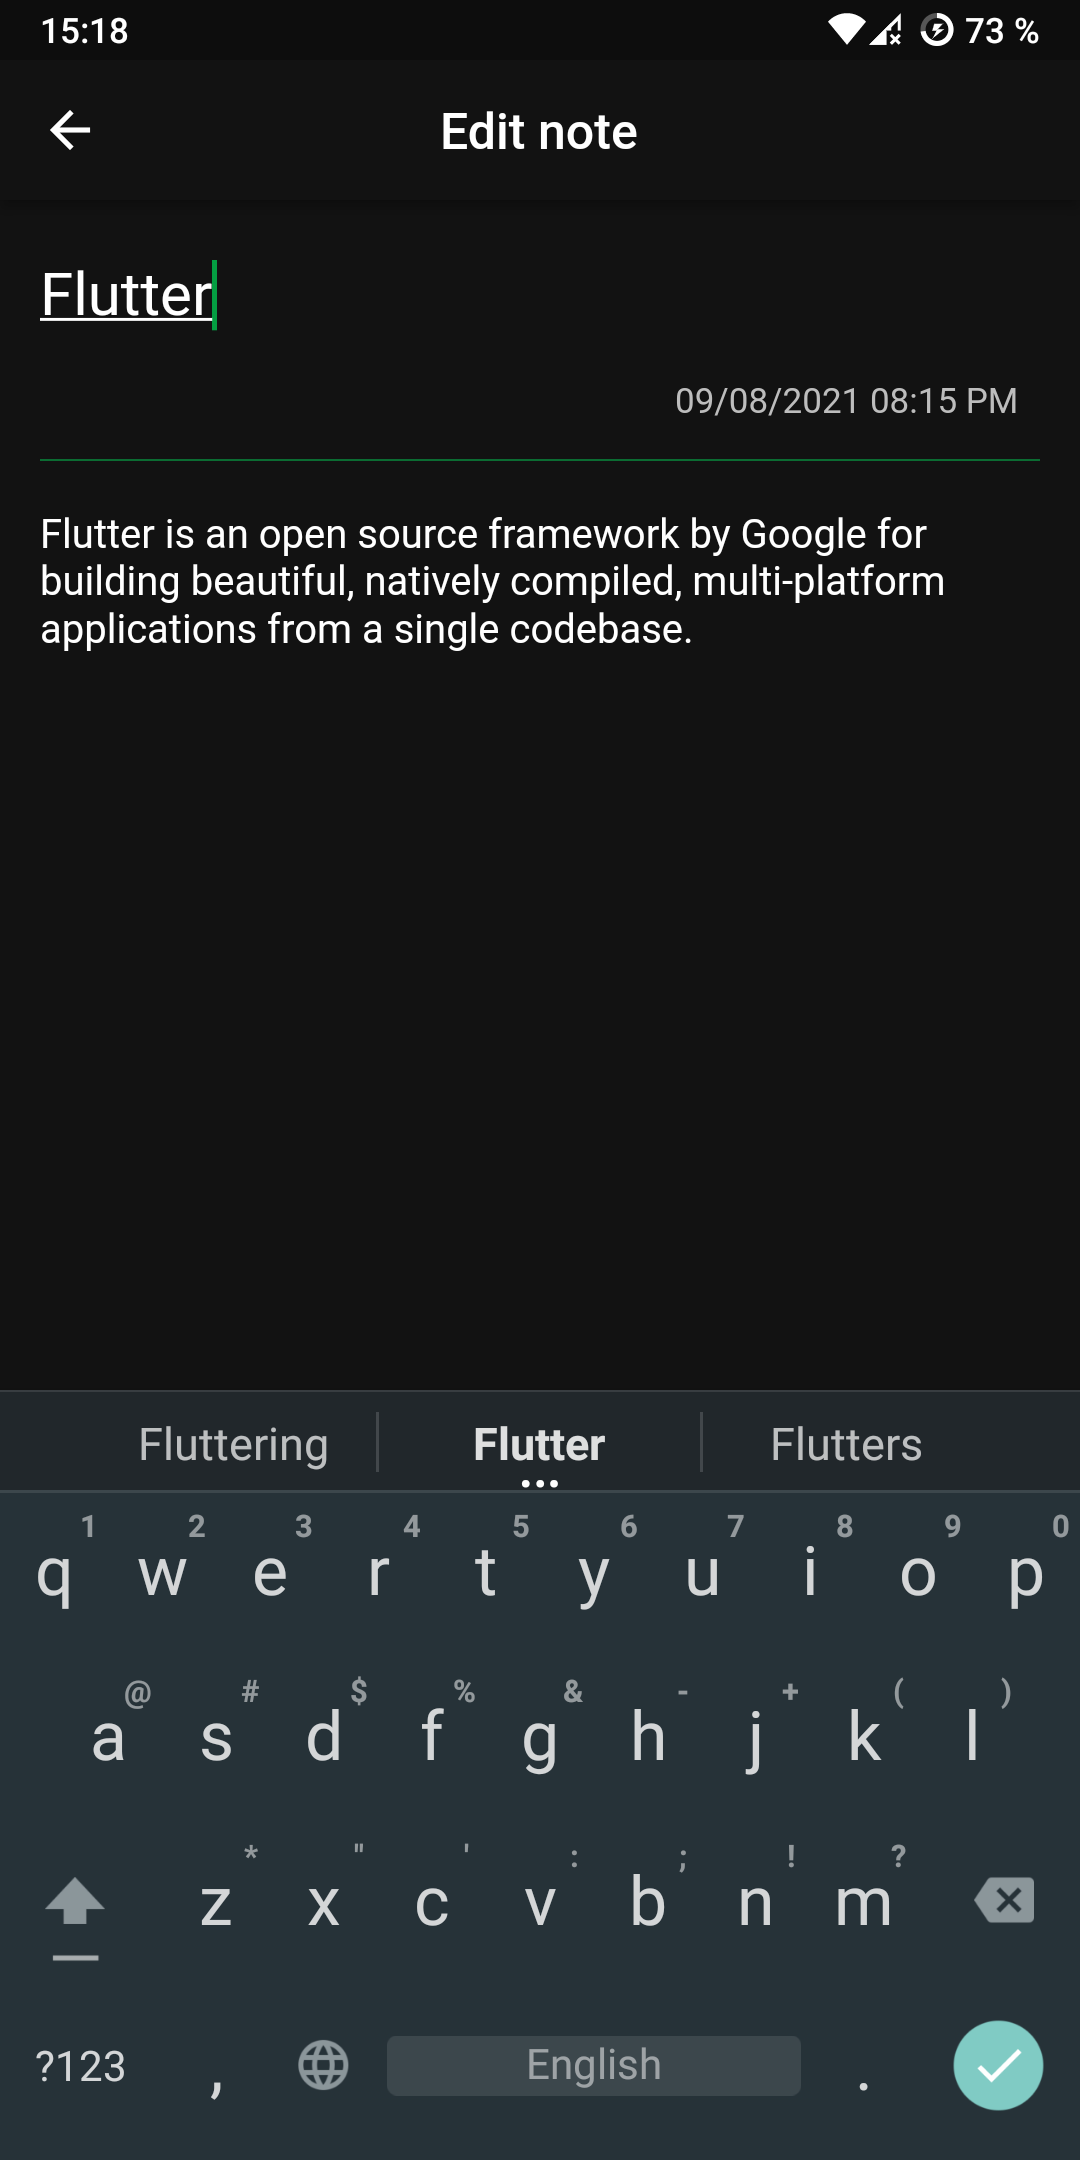 15:18 73 %
Edit note
Flutter
09/08/2021 08:15 PM
Flutter is an open source framework by Google for
building beautiful, natively compiled, multi-platform
applications from a single codebase.
Fluttering Flutter Flutters
1 2 3 4 5 6 7 8 9 0
q w e r t y u i o p
@ # $ % & - + ( )
a s d f g h j k l
* " ' : ; ! ?
z x c v b n m
?123 , English .